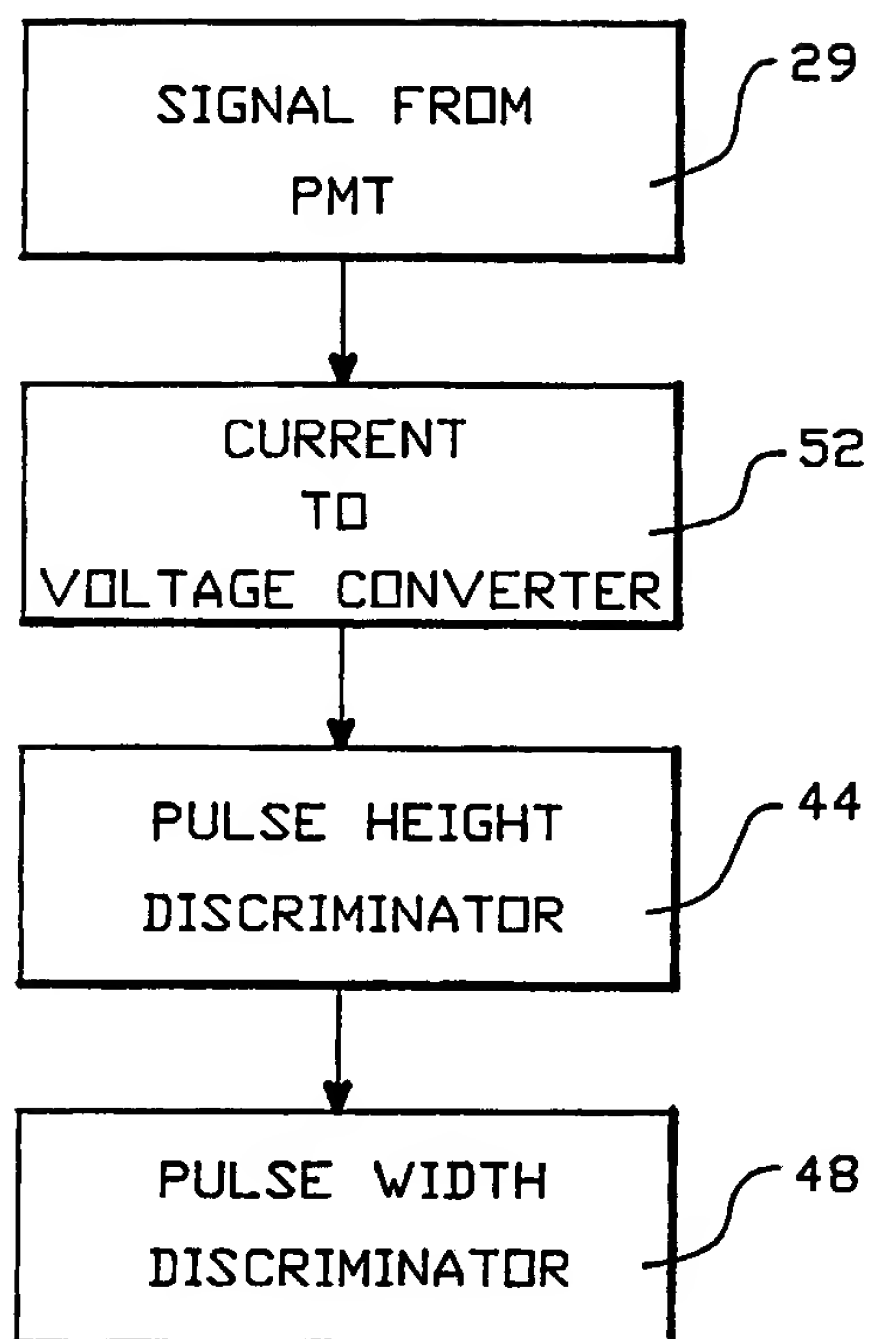 SIGNAL FROM
PMT
29
CURRENT
TO
VOLTAGE CONVERTER
52
PULSE HEIGHT
DISCRIMINATOR
44
PULSE WIDTH
DISCRIMINATOR
48